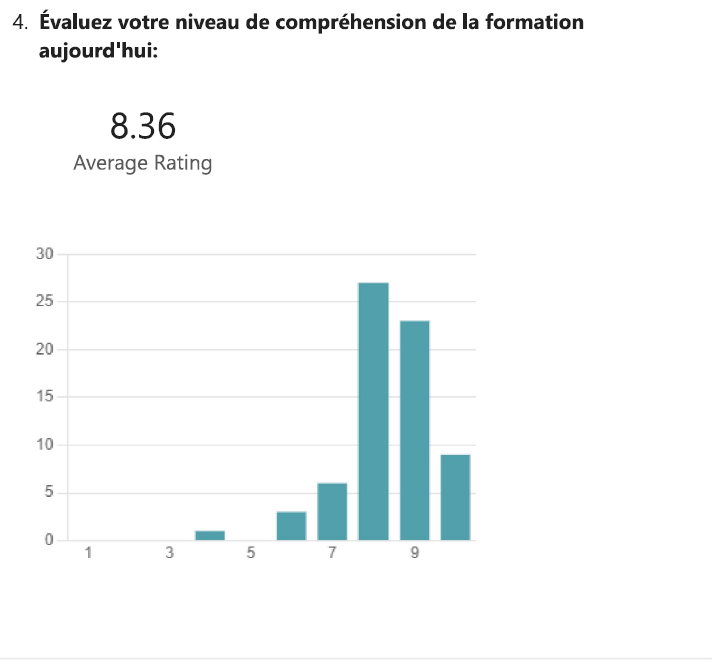 4. Évaluez votre niveau de compréhension de la formation
aujourd'hui:
8.36
Average Rating
30
25
20
15
10
5
0
1 3 5 7 9